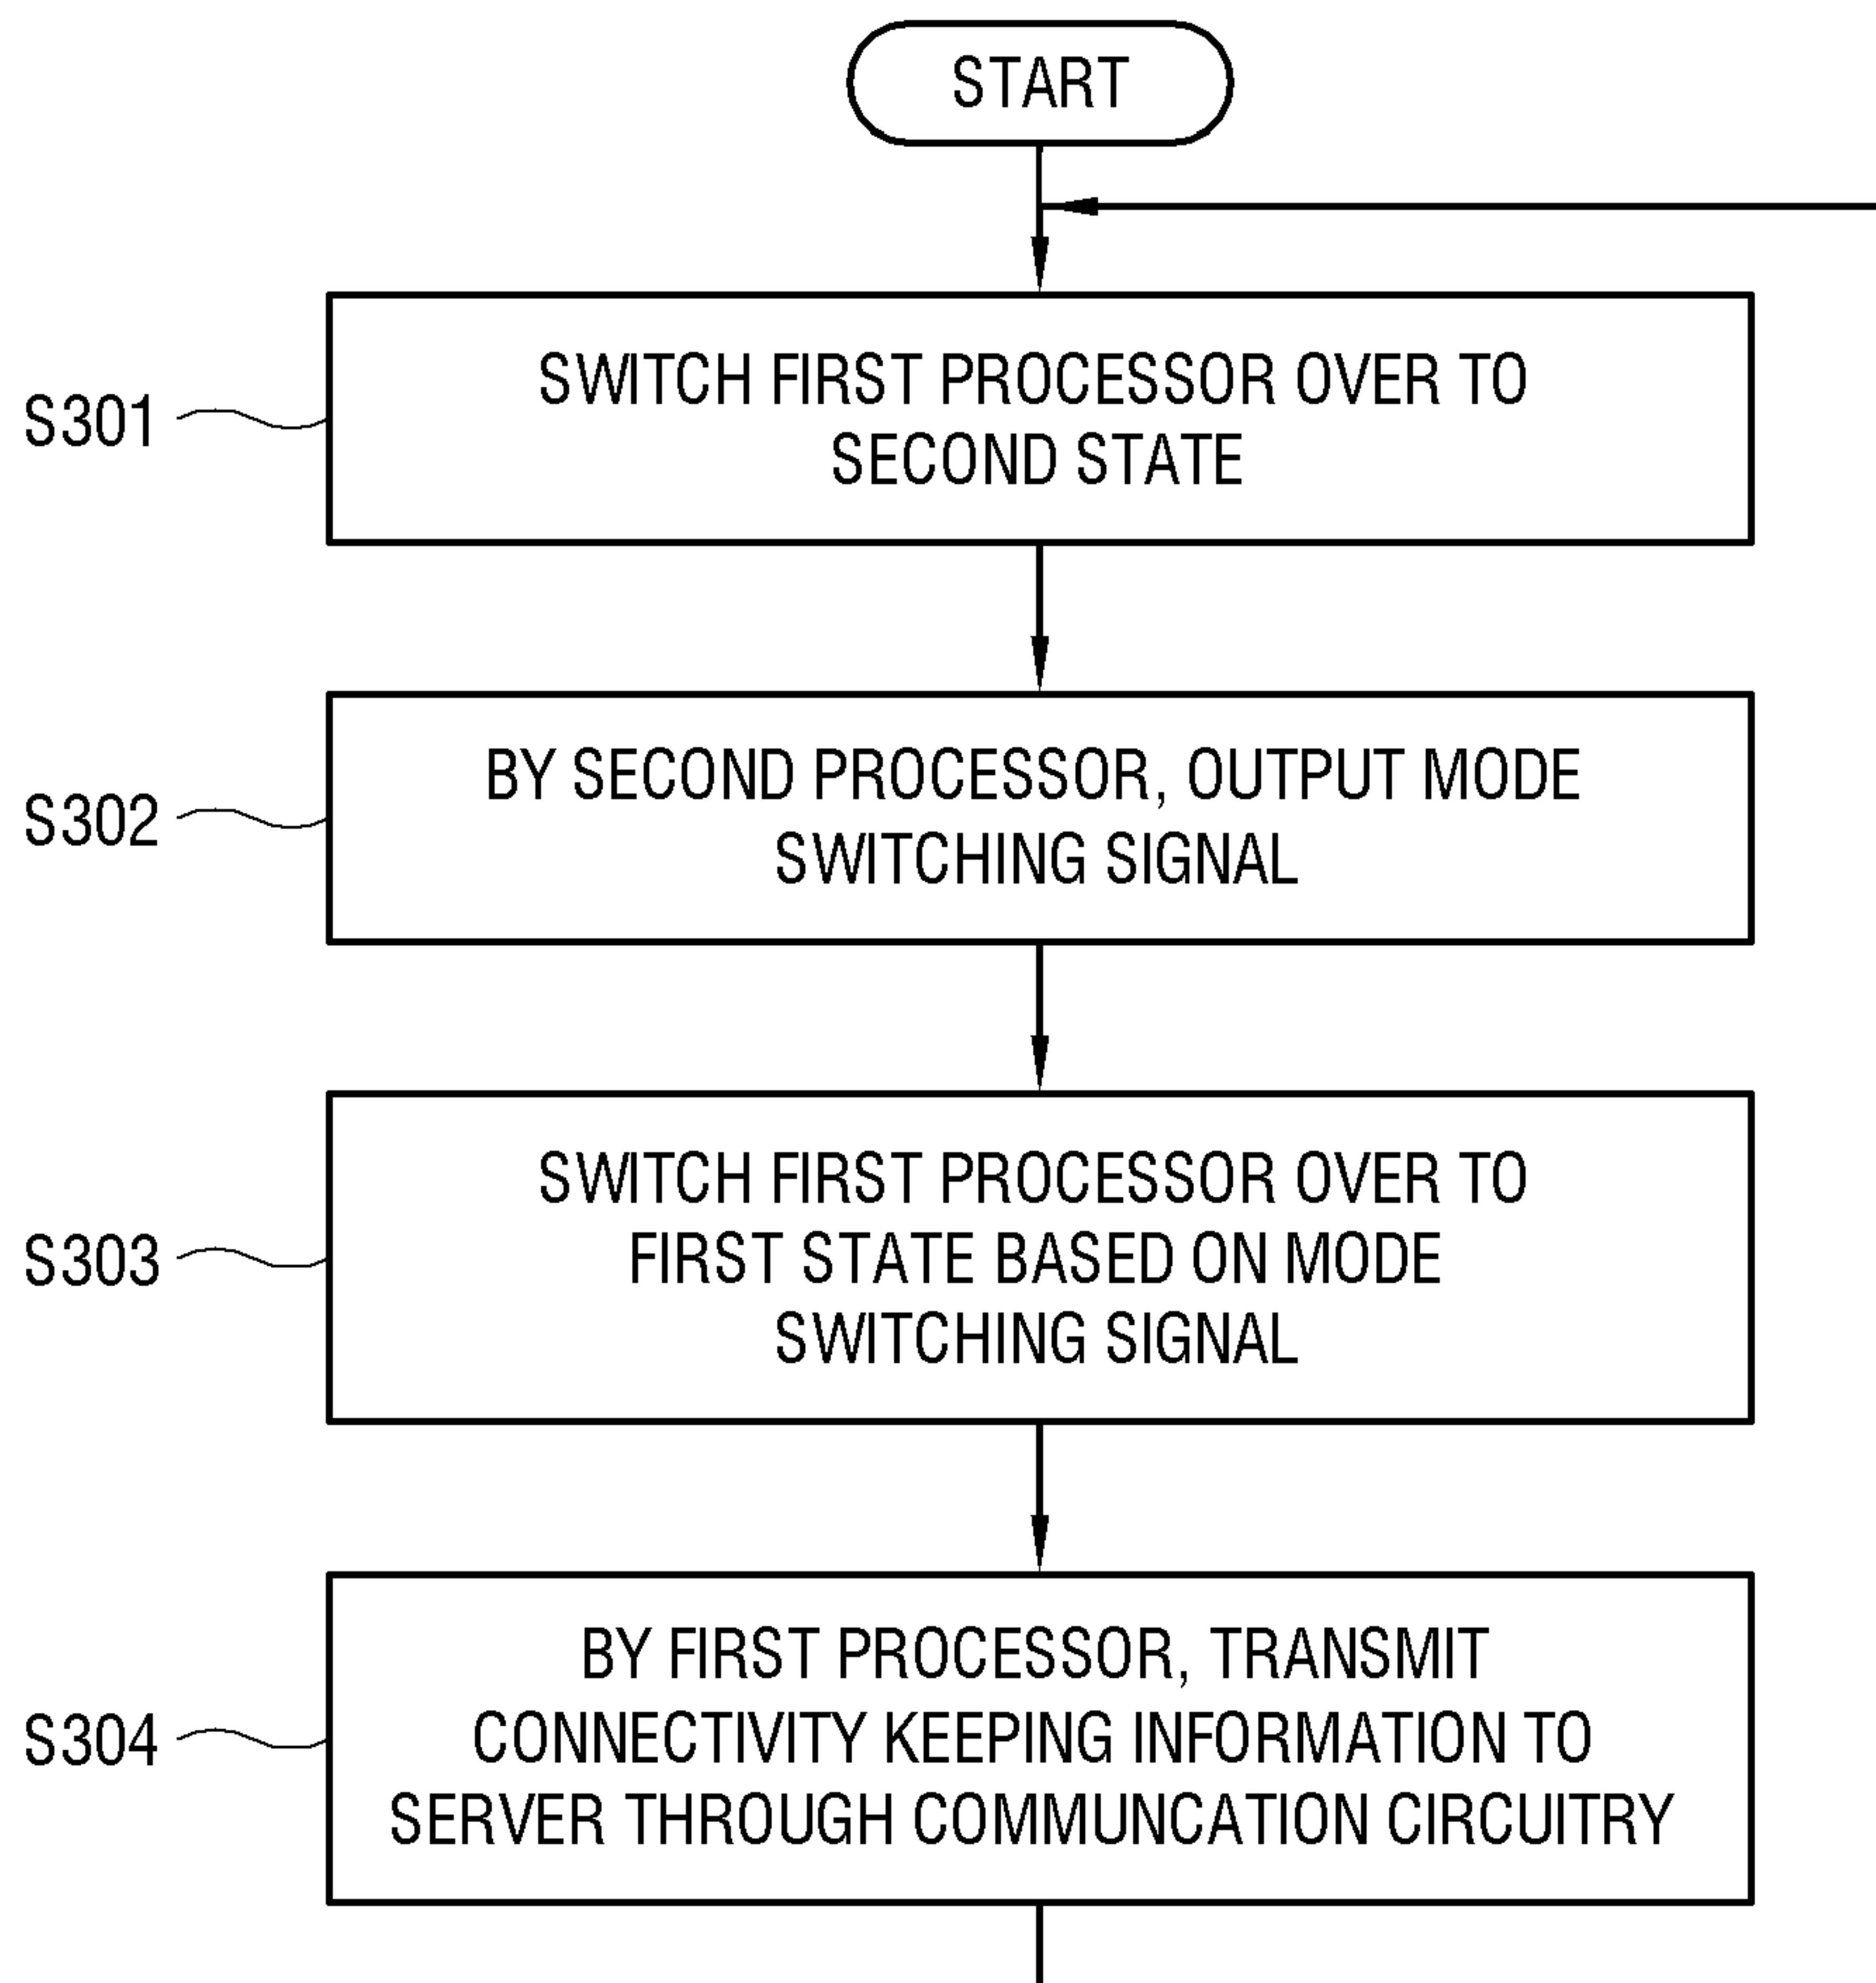 START
S301
SWITCH FIRST PROCESSOR OVER TO
SECOND STATE
S302
BY SECOND PROCESSOR, OUTPUT MODE
SWITCHING SIGNAL
S303
SWITCH FIRST PROCESSOR OVER TO
FIRST STATE BASED ON MODE
SWITCHING SIGNAL
S304
BY FIRST PROCESSOR, TRANSMIT
CONNECTIVITY KEEPING INFORMATION TO
SERVER THROUGH COMMUNCATION CIRCUITRY